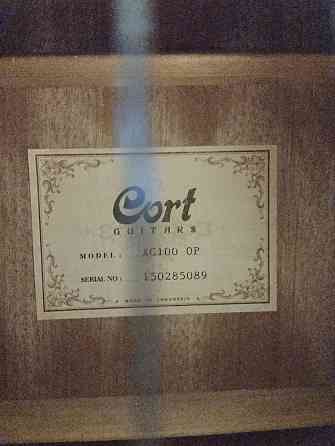 Cort
GUITARS
MODEL : AC100 OP
SERIAL NO : 150285089
MADE IN INDONESIA